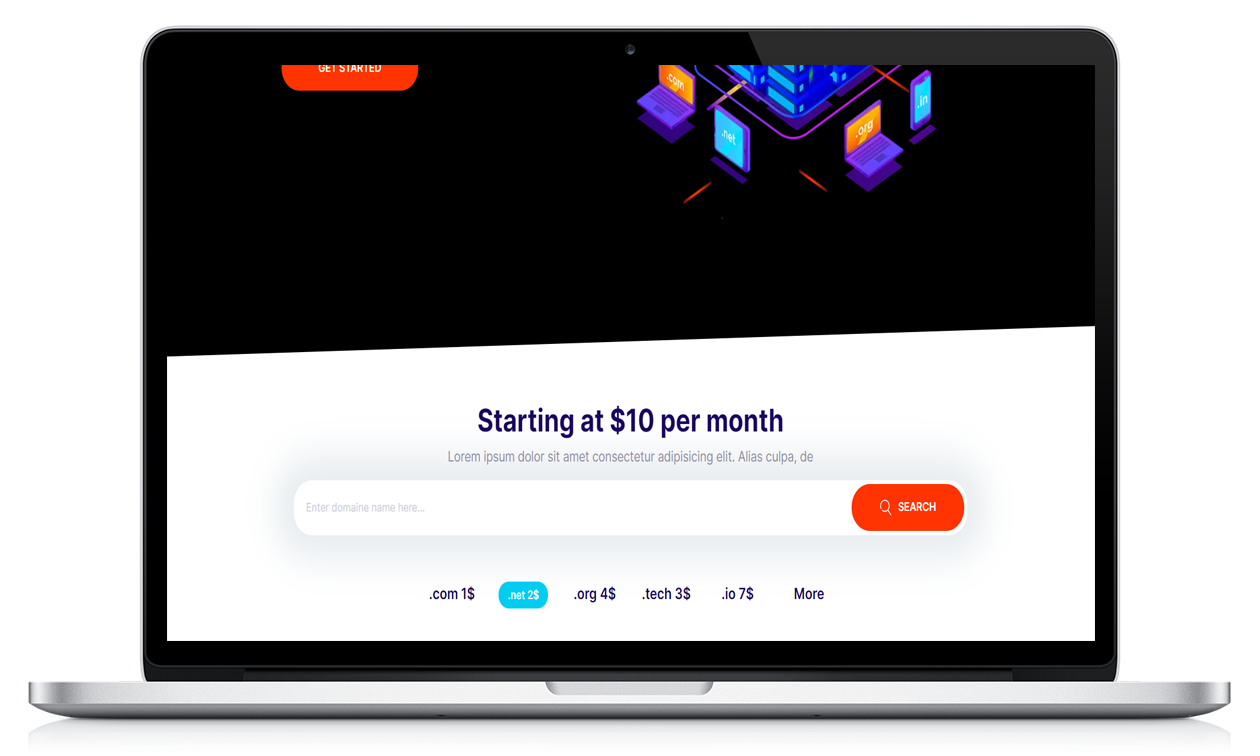 GET STARTED
.com
.in
.net
.org
Starting at $10 per month
Lorem ipsum dolor sit amet consectetur adipisicing elit. Alias culpa, de
Enter domaine name here...
SEARCH
.com 1$ .net 2$ .org 4$ .tech 3$ .io 7$ More